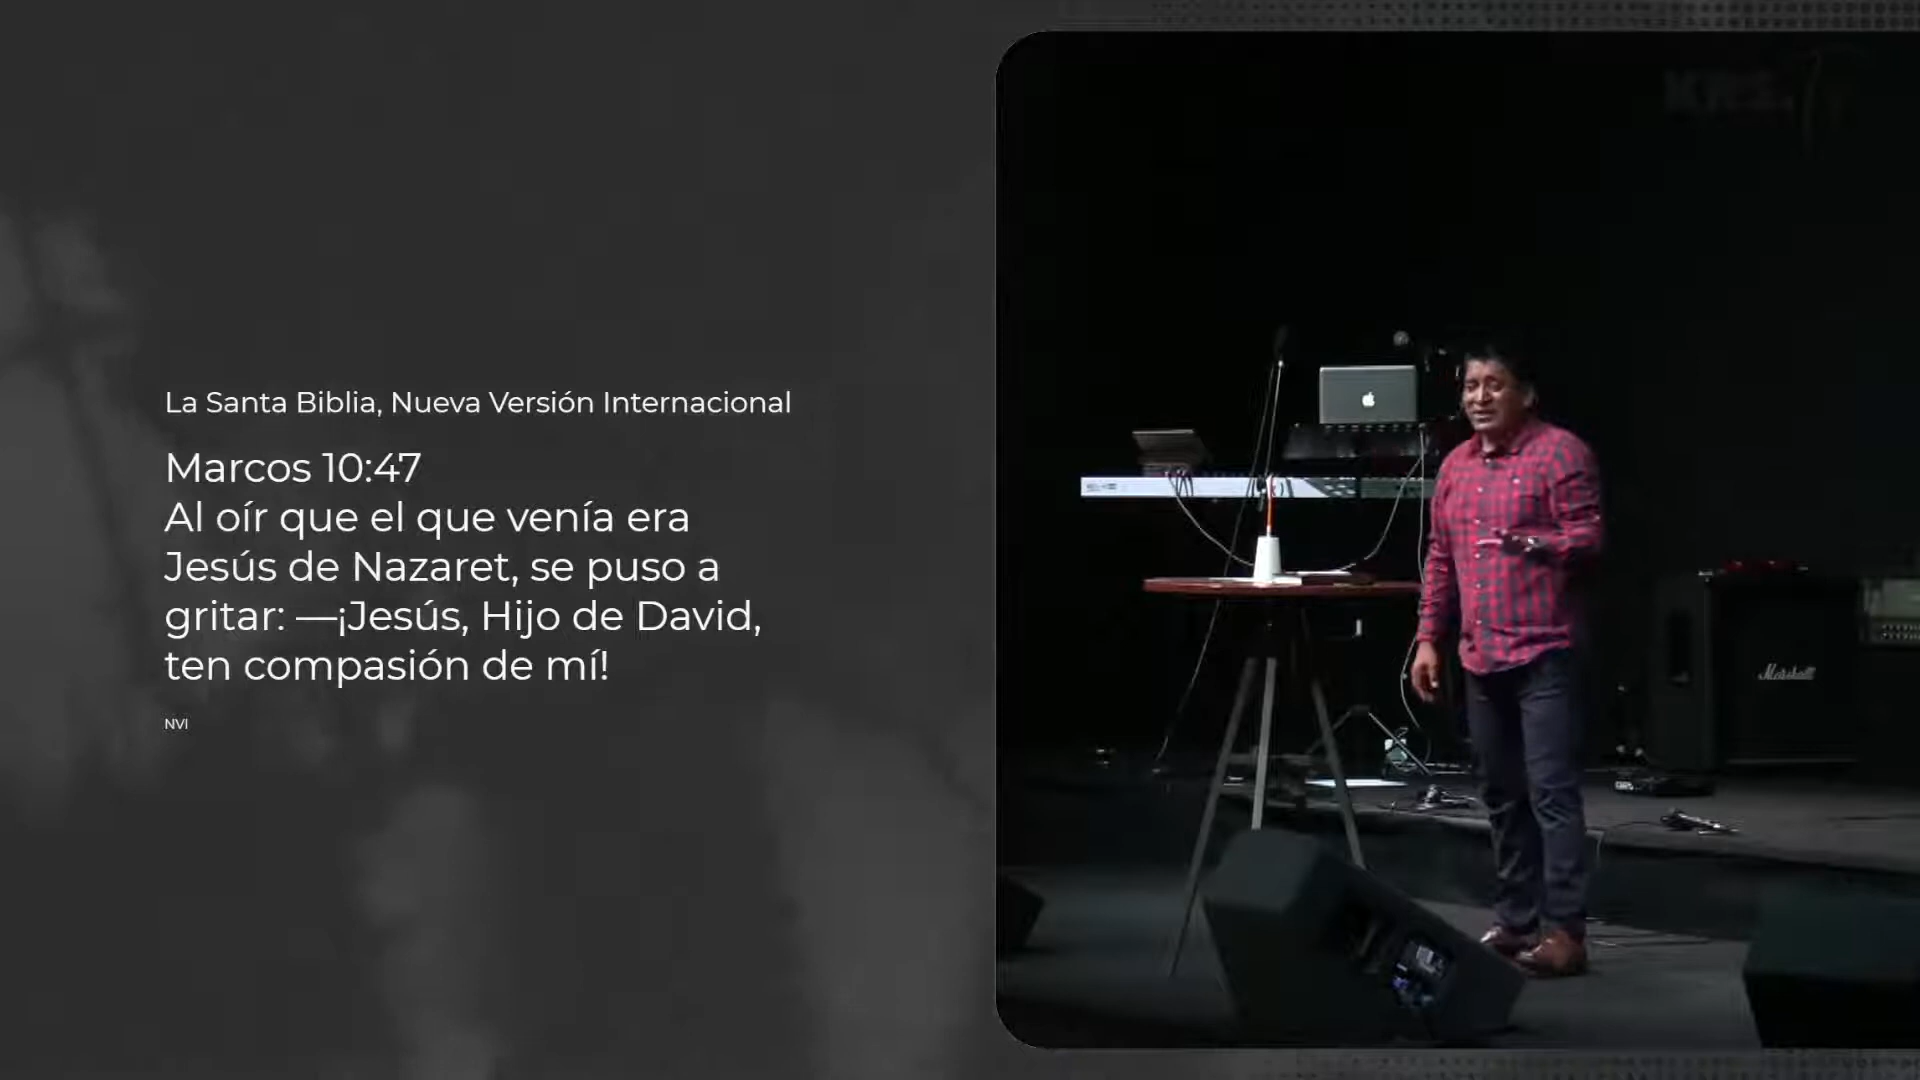 La Santa Biblia, Nueva Versión Internacional
Marcos 10:47
Al oír que el que venía era
Jesús de Nazaret, se puso a
gritar: —¡Jesús, Hijo de David,
ten compasión de mí!
NVI
Marshall